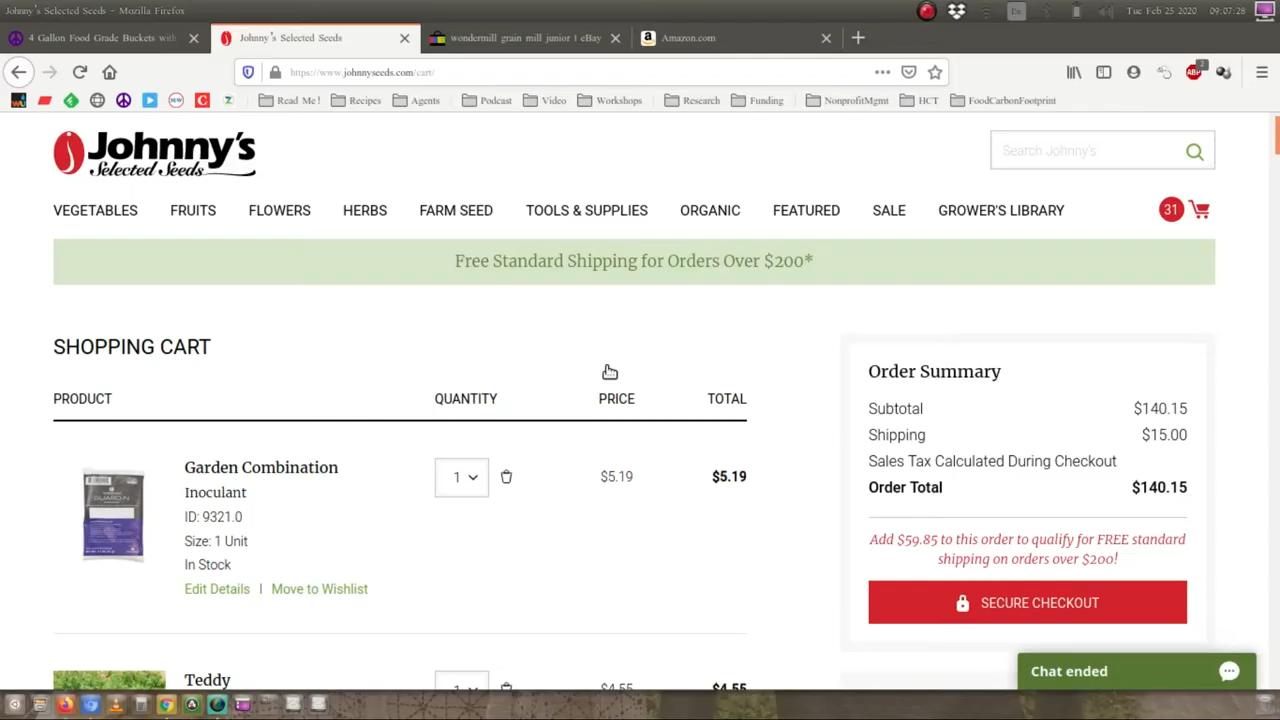 Johnny's Selected Seeds - Mozilla Firefox
En
Tue Feb 25 2020 09:07:28
4 Gallon Food Grade Buckets with
Johnny's Selected Seeds
wondermill grain mill junior | eBay
Amazon.com
https://www.johnnyseeds.com/cart/
ABP
2
Read Me!
Recipes
Agents
Podcast
Video
Workshops
Research
Funding
NonprofitMgmt
HCT
FoodCarbonFootprint
Johnny's
Selected Seeds
Search Johnny's
VEGETABLES FRUITS FLOWERS HERBS FARM SEED TOOLS & SUPPLIES ORGANIC FEATURED SALE GROWER'S LIBRARY 31
Free Standard Shipping for Orders Over $200*
SHOPPING CART
PRODUCT QUANTITY PRICE TOTAL
Garden Combination
Inoculant
ID: 9321.0
Size: 1 Unit
In Stock
Edit Details | Move to Wishlist
1 $5.19 $5.19
Teddy
1 $4.55 $4.55
Order Summary
Subtotal $140.15
Shipping $15.00
Sales Tax Calculated During Checkout
Order Total $140.15
Add $59.85 to this order to qualify for FREE standard
shipping on orders over $200!
SECURE CHECKOUT
Chat ended